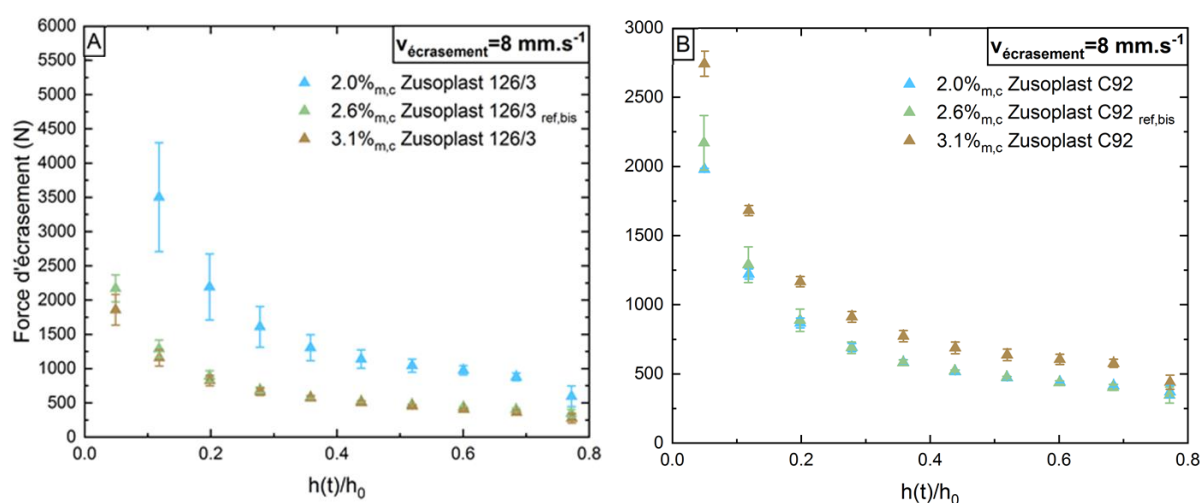 A
v_écrasement=8 mm.s⁻¹
2.0%m,c Zusoplast 126/3
2.6%m,c Zusoplast 126/3 ref,bis
3.1%m,c Zusoplast 126/3
Force d'écrasement (N)
6000
5500
5000
4500
4000
3500
3000
2500
2000
1500
1000
500
0
0.0 0.2 0.4 0.6 0.8
h(t)/h₀
B
v_écrasement=8 mm.s⁻¹
2.0%m,c Zusoplast C92
2.6%m,c Zusoplast C92 ref,bis
3.1%m,c Zusoplast C92
3000
2500
2000
1500
1000
500
0
0.0 0.2 0.4 0.6 0.8
h(t)/h₀